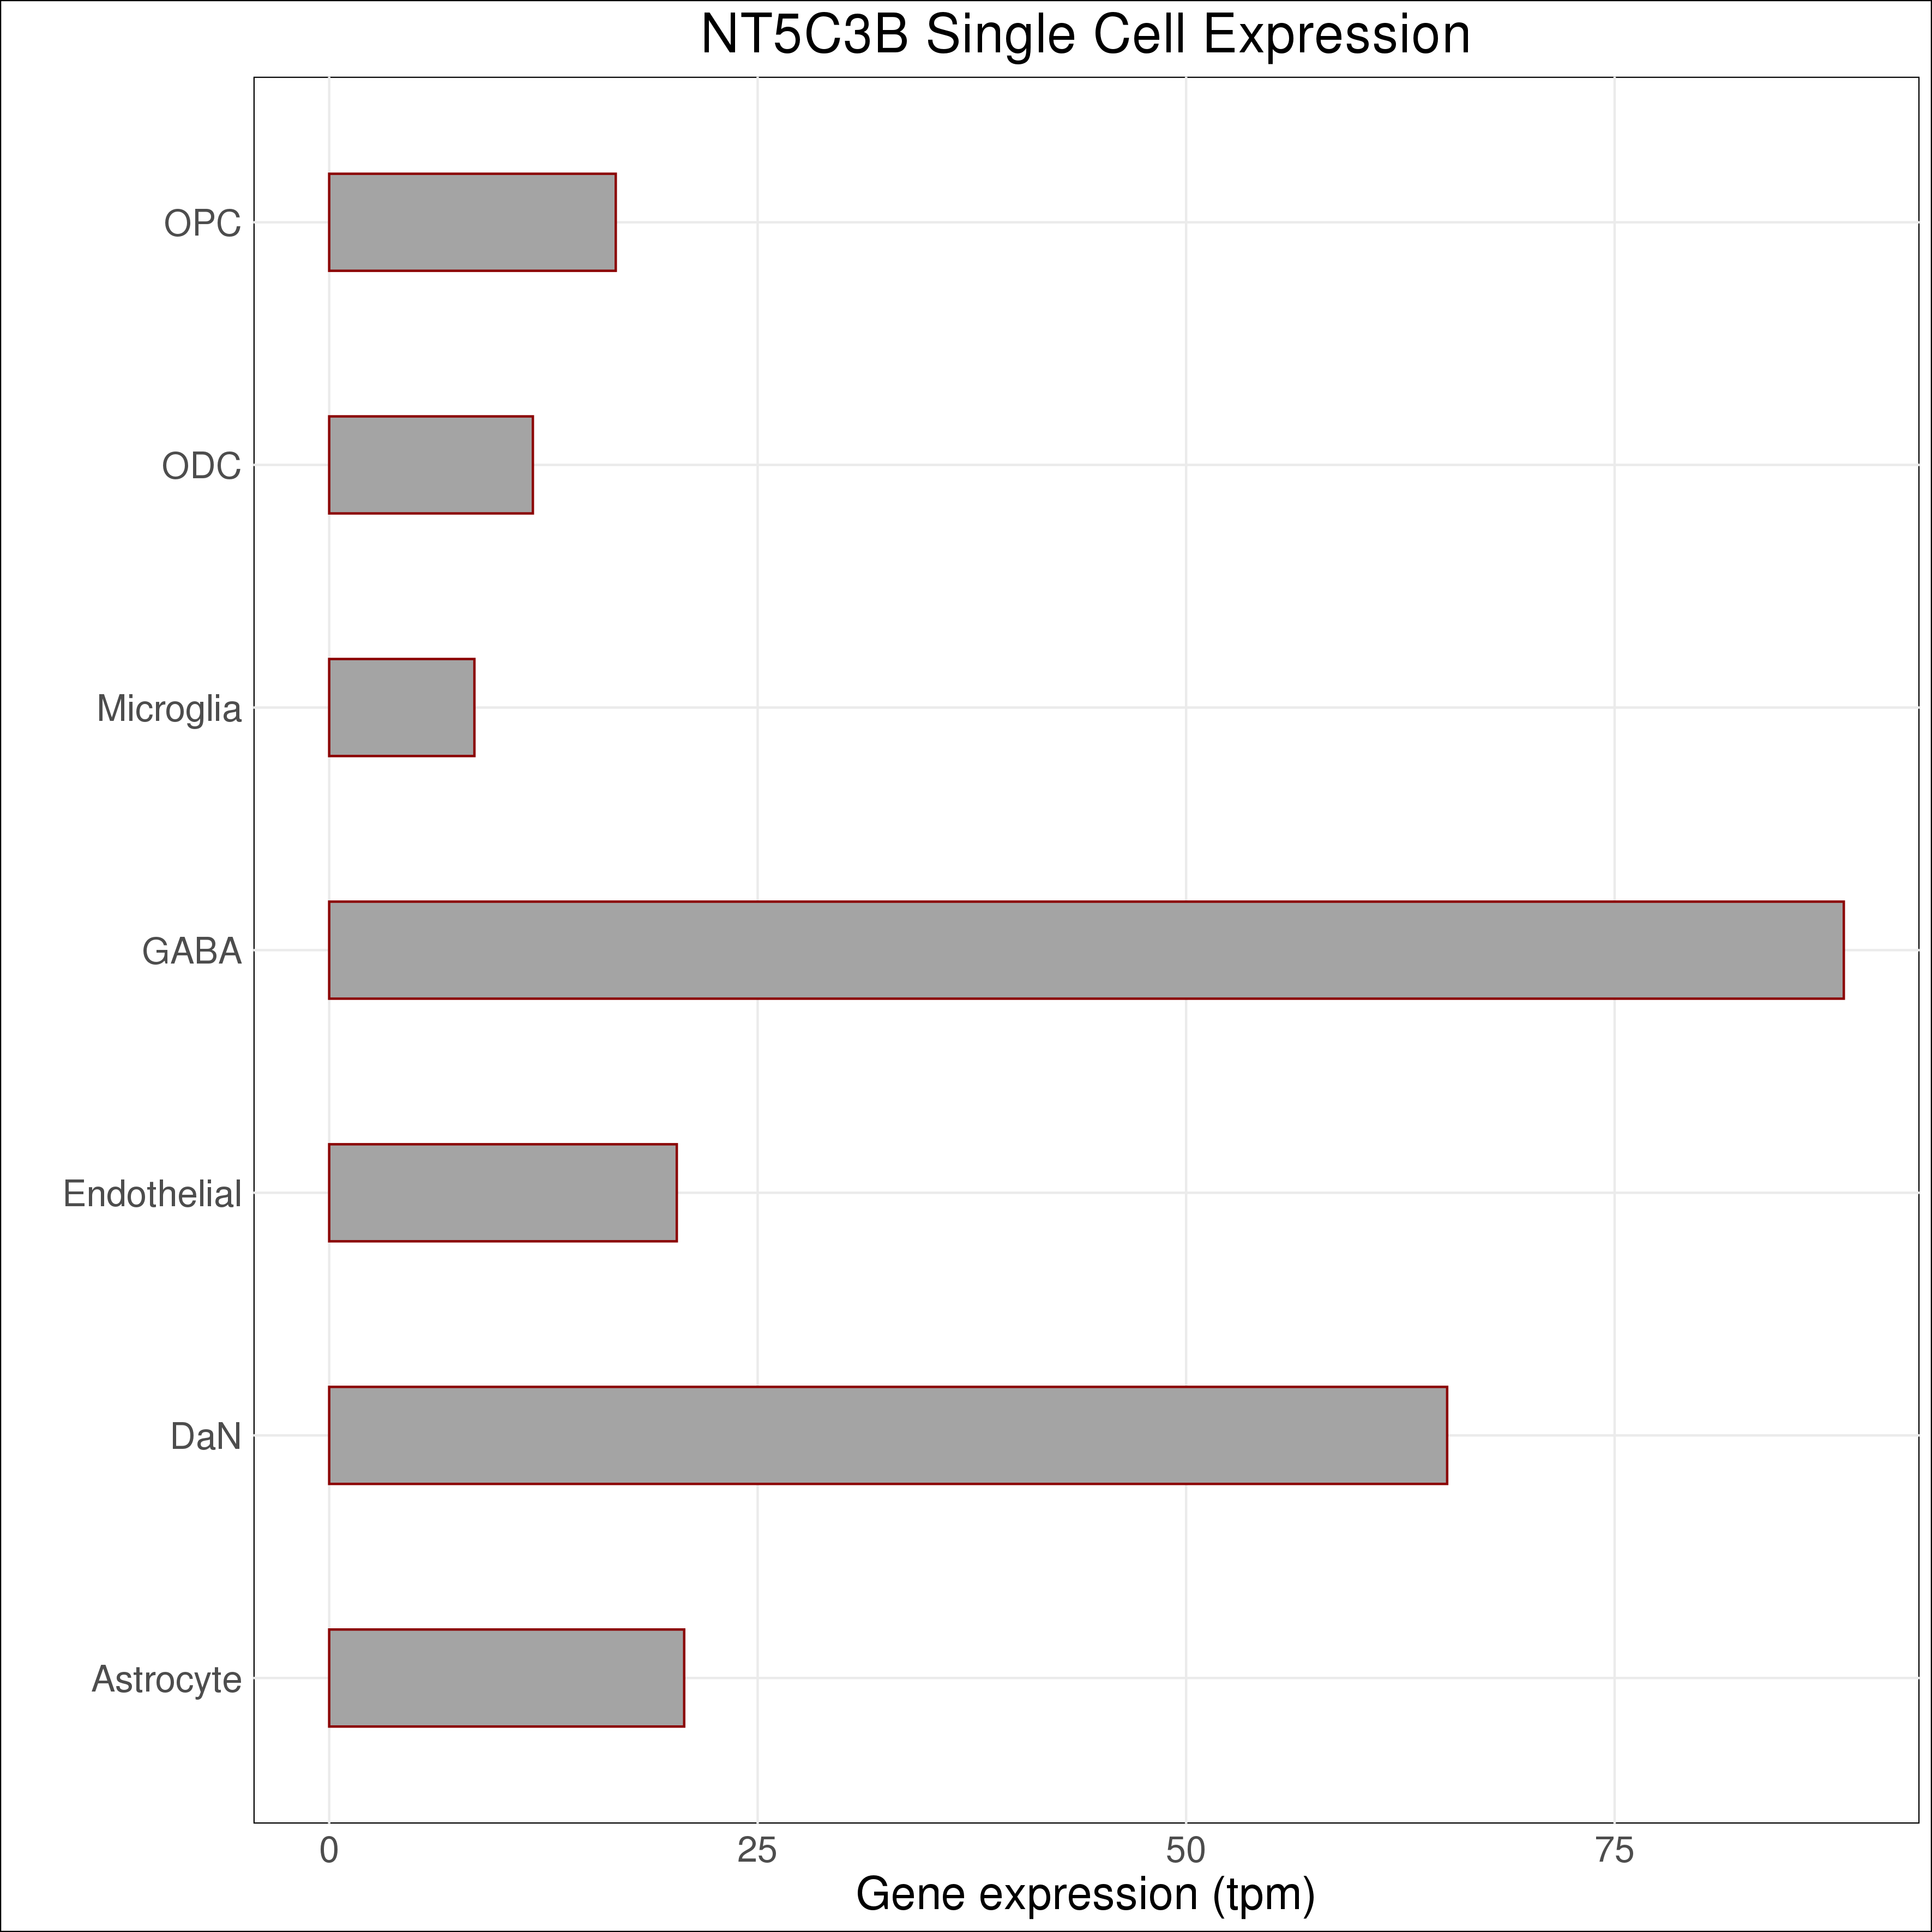 NT5C3B Single Cell Expression
OPC
ODC
Microglia
GABA
Endothelial
DaN
Astrocyte
0 25 50 75
Gene expression (tpm)